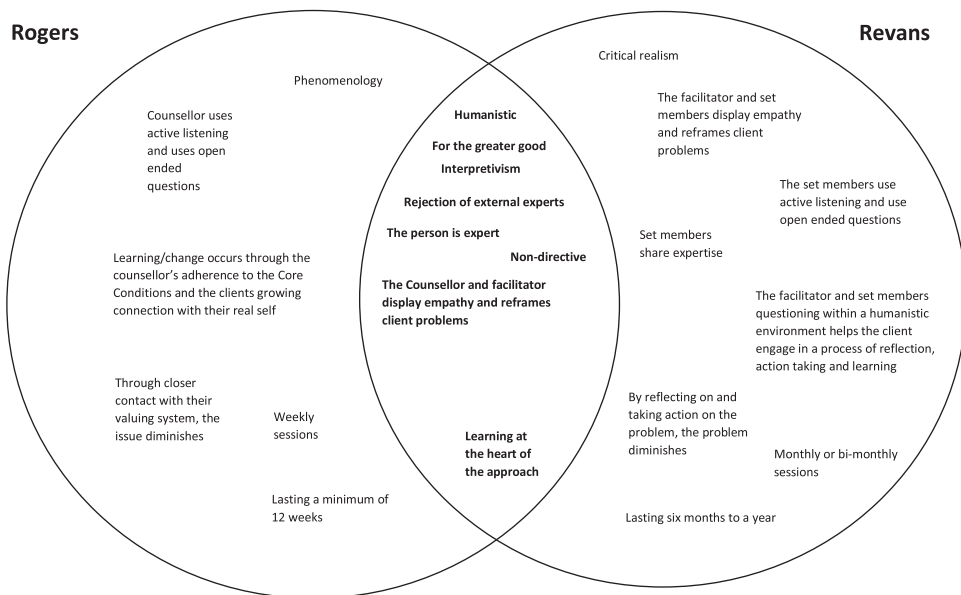 Rogers
Revans
Phenomenology
Counsellor uses
active listening
and uses open
ended
questions
Learning/change occurs through the
counsellor's adherence to the Core
Conditions and the clients growing
connection with their real self
Through closer
contact with their
valuing system, the
issue diminishes
Weekly
sessions
Lasting a minimum of
12 weeks
Humanistic
For the greater good
Interpretivism
Rejection of external experts
The person is expert
Non-directive
The Counsellor and facilitator
display empathy and reframes
client problems
Learning at
the heart of
the approach
Critical realism
The facilitator and set
members display empathy
and reframes client
problems
The set members use
active listening and use
open ended questions
Set members
share expertise
The facilitator and set members
questioning within a humanistic
environment helps the client
engage in a process of reflection,
action taking and learning
By reflecting on and
taking action on the
problem, the problem
diminishes
Monthly or bi-monthly
sessions
Lasting six months to a year